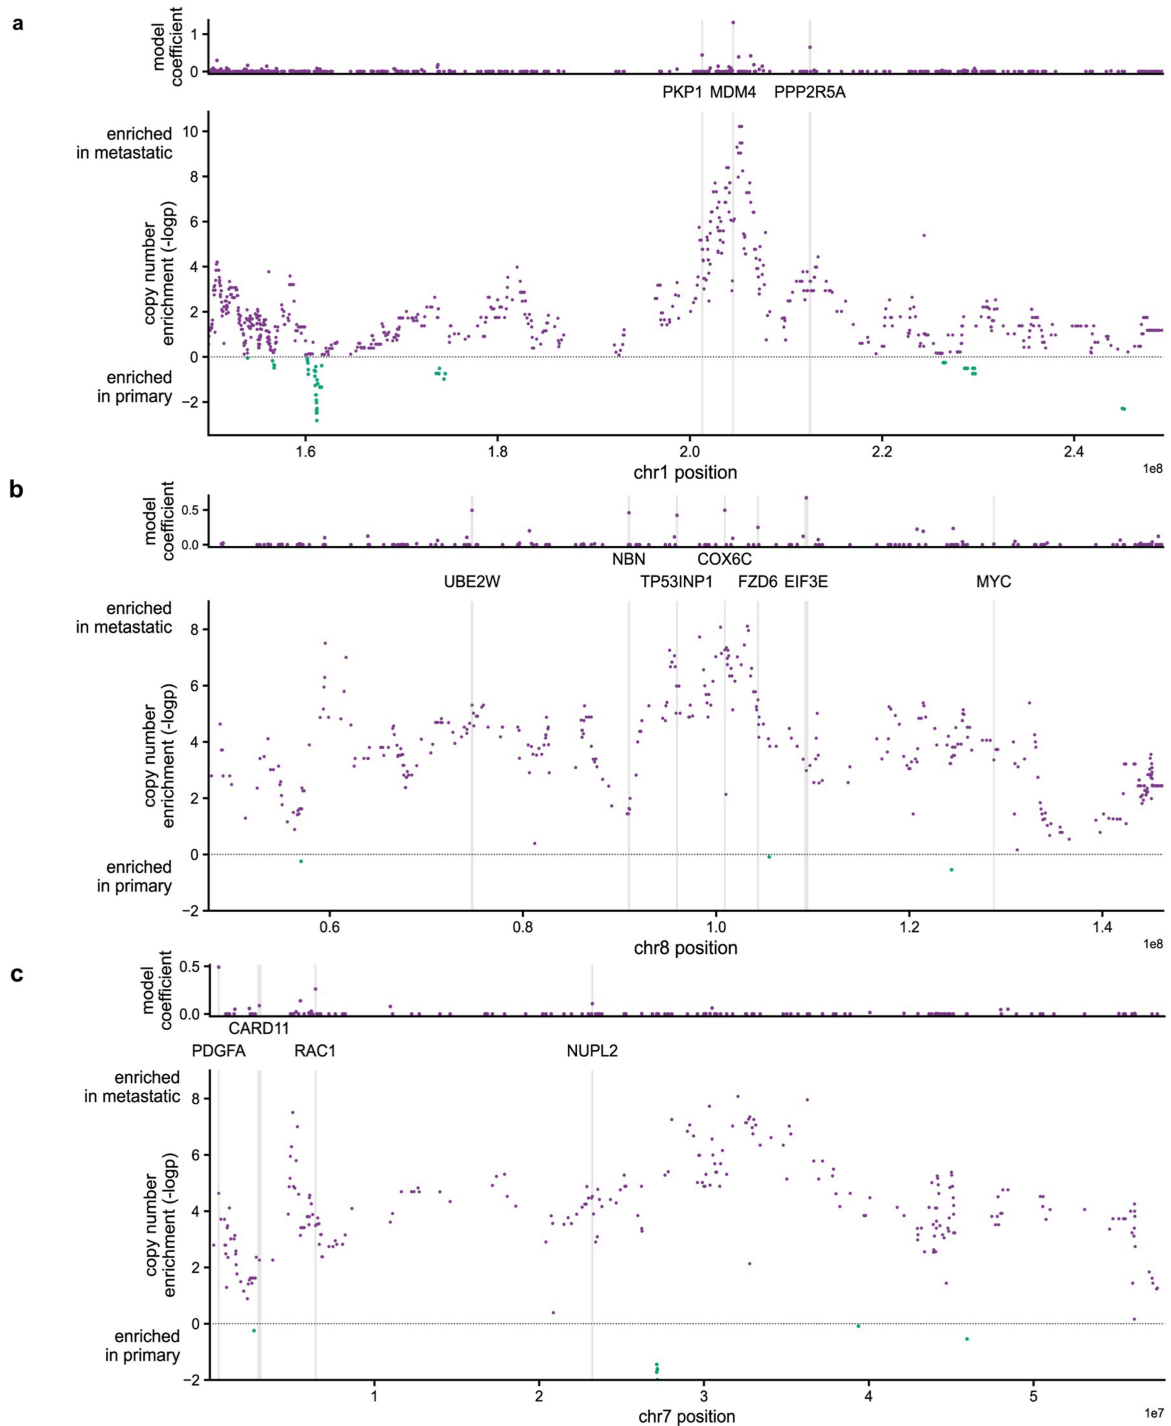 a
model
coefficient
1
0
PKP1 MDM4 PPP2R5A
enriched
in metastatic
copy number
enrichment (-logp)
10
8
6
4
2
0
−2
enriched
in primary
1.6 1.8 2.0 2.2 2.4
chr1 position
1e8
b
model
coefficient
0.5
0.0
NBN COX6C
UBE2W TP53INP1 FZD6 EIF3E MYC
enriched
in metastatic
copy number
enrichment (-logp)
8
6
4
2
0
−2
enriched
in primary
0.6 0.8 1.0 1.2 1.4
chr8 position
1e8
c
model
coefficient
0.5
0.0
CARD11
PDGFA RAC1 NUPL2
enriched
in metastatic
copy number
enrichment (-logp)
8
6
4
2
0
−2
enriched
in primary
1 2 3 4 5
chr7 position
1e7